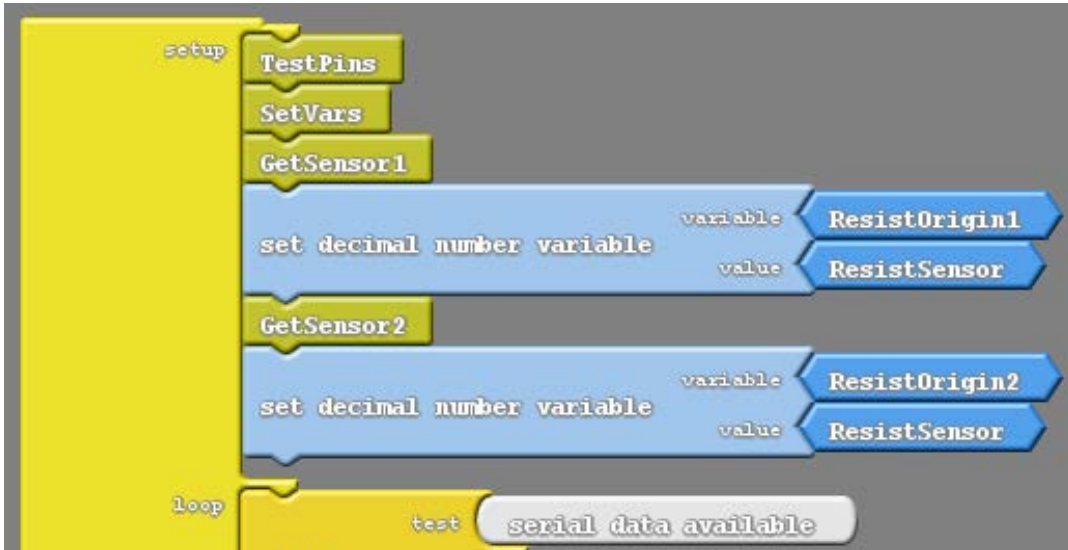 setup
TestPins
SetVars
GetSensor1
variable ResistOrigin1
set decimal number variable
value ResistSensor
GetSensor2
variable ResistOrigin2
set decimal number variable
value ResistSensor
loop
test serial data available